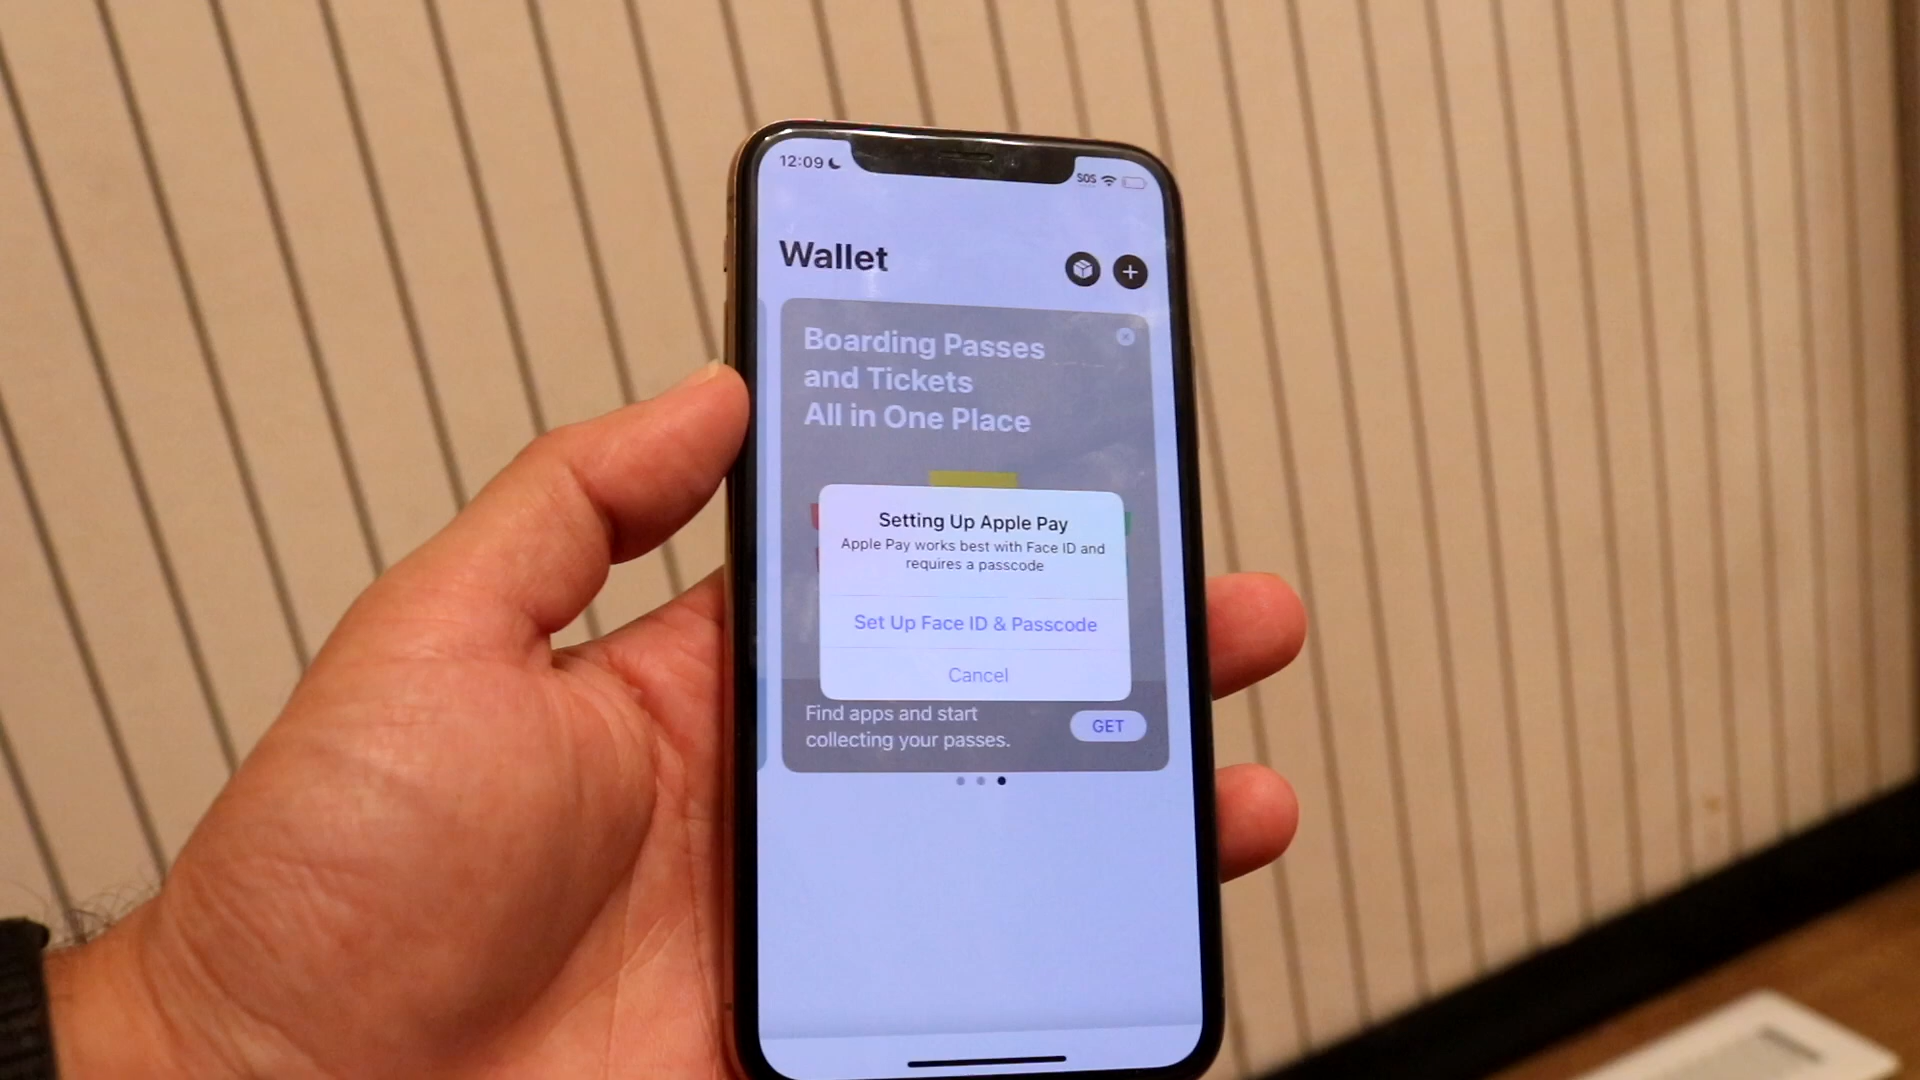 12:09
SOS
Wallet
Boarding Passes
and Tickets
All in One Place
Setting Up Apple Pay
Apple Pay works best with Face ID and
requires a passcode
Set Up Face ID & Passcode
Cancel
Find apps and start
collecting your passes.
GET